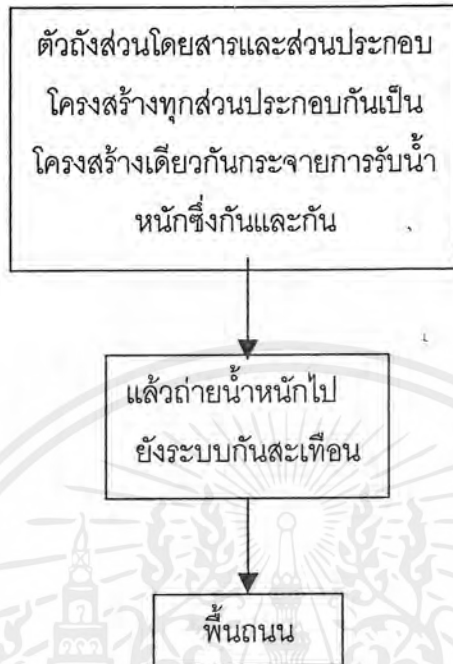 ตัวถังส่วนโดยสารและส่วนประกอบ
โครงสร้างทุกส่วนประกอบกันเป็น
โครงสร้างเดียวกันกระจายการรับน้ำ
หนักซึ่งกันและกัน
แล้วถ่ายน้ำหนักไป
ยังระบบกันสะเทือน
พื้นถนน